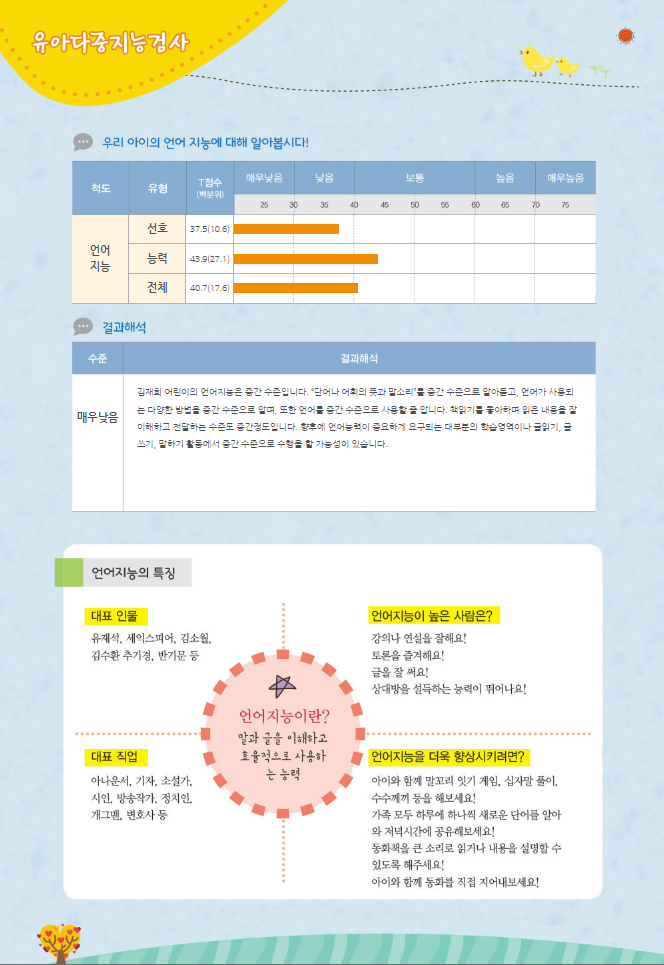 유아다중지능검사
우리 아이의 언어 지능에 대해 알아봅시다!
척도 유형 T점수 (백분위) 매우낮음 낮음 보통 높음 매우높음
25 30 35 40 45 50 55 60 65 70 75
언어 지능
선호 37.5(10.6)
능력 43.9(27.1)
전체 40.7(17.6)
결과해석
수준 결과해석
매우낮음
김재희 어린이의 언어지능은 중간 수준입니다. "단어나 어휘의 뜻과 말소리"를 중간 수준으로 알아듣고, 언어가 사용되
는 다양한 방법을 중간 수준으로 알며, 또한 언어를 중간 수준으로 사용할 줄 압니다. 책읽기를 좋아하며 읽은 내용을 잘
이해하고 전달하는 수준도 중간정도입니다. 향후에 언어능력이 중요하게 요구되는 대부분의 학습영역이나 글읽기, 글
쓰기, 말하기 활동에서 중간 수준으로 수행을 할 가능성이 있습니다.
언어지능의 특징
대표 인물
유재석, 셰익스피어, 김소월,
김수환 추기경, 반기문 등
언어지능이 높은 사람은?
강의나 연설을 잘해요!
토론을 즐겨해요!
글을 잘 써요!
상대방을 설득하는 능력이 뛰어나요!
언어지능이란?
말과 글을 이해하고
효율적으로 사용하
는 능력
대표 직업
아나운서, 기자, 소설가,
시인, 방송작가, 정치인,
개그맨, 변호사 등
언어지능을 더욱 향상시키려면?
아이와 함께 말꼬리 잇기 게임, 십자말 풀이,
수수께끼 등을 해보세요!
가족 모두 하루에 하나씩 새로운 단어를 알아
와 저녁시간에 공유해보세요!
동화책을 큰 소리로 읽거나 내용을 설명할 수
있도록 해주세요!
아이와 함께 동화를 직접 지어내보세요!